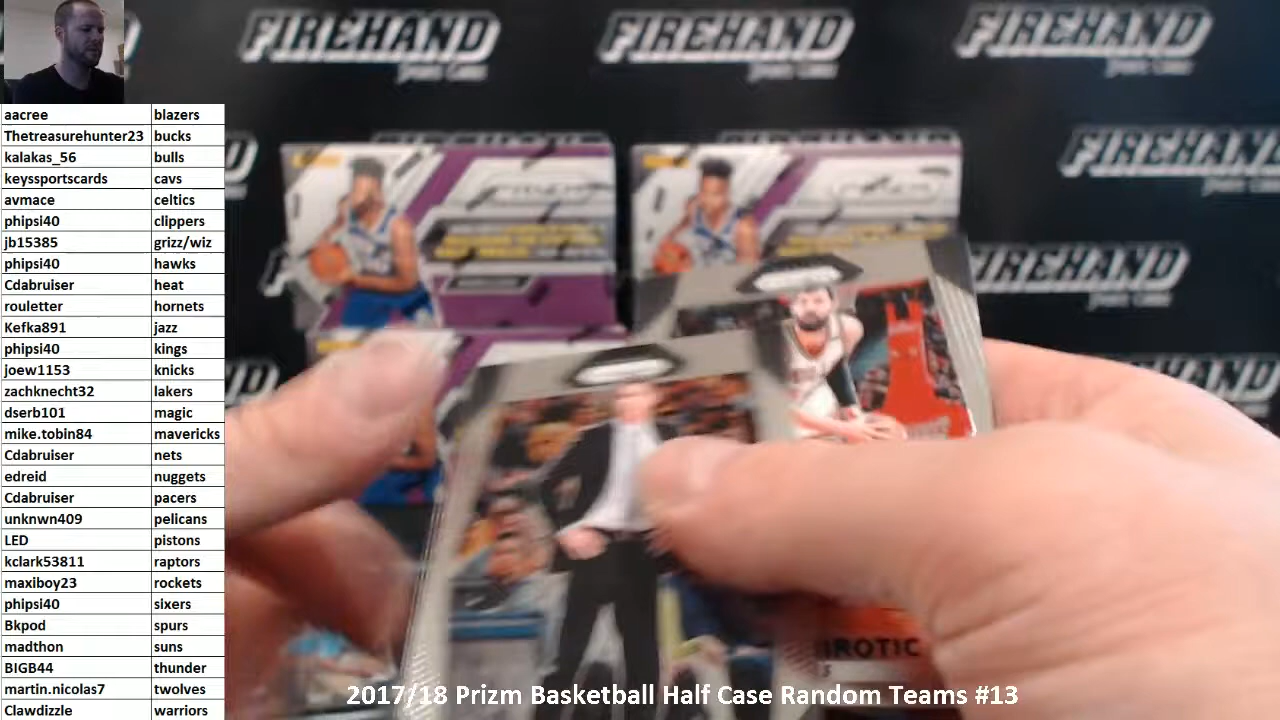 FIREHAND FIREHAND FIREHAND
aacree blazers
Thetreasurehunter23 bucks
kalakas_56 bulls
keyssportscards cavs
avmace celtics
phipsi40 clippers
jb15385 grizz/wiz
phipsi40 hawks
Cdabruiser heat
rouletter hornets
Kefka891 jazz
phipsi40 kings
joew1153 knicks
zachknecht32 lakers
dserb101 magic
mike.tobin84 mavericks
Cdabruiser nets
edreid nuggets
Cdabruiser pacers
unknwn409 pelicans
LED pistons
kclark53811 raptors
maxiboy23 rockets
phipsi40 sixers
Bkpod spurs
madthon suns
BIGB44 thunder
martin.nicolas7 twolves
Clawdizzle warriors
FIREHAND
FIREHAND
FIREHAND
IROTIC
2017/18 Prizm Basketball Half Case Random Teams #13